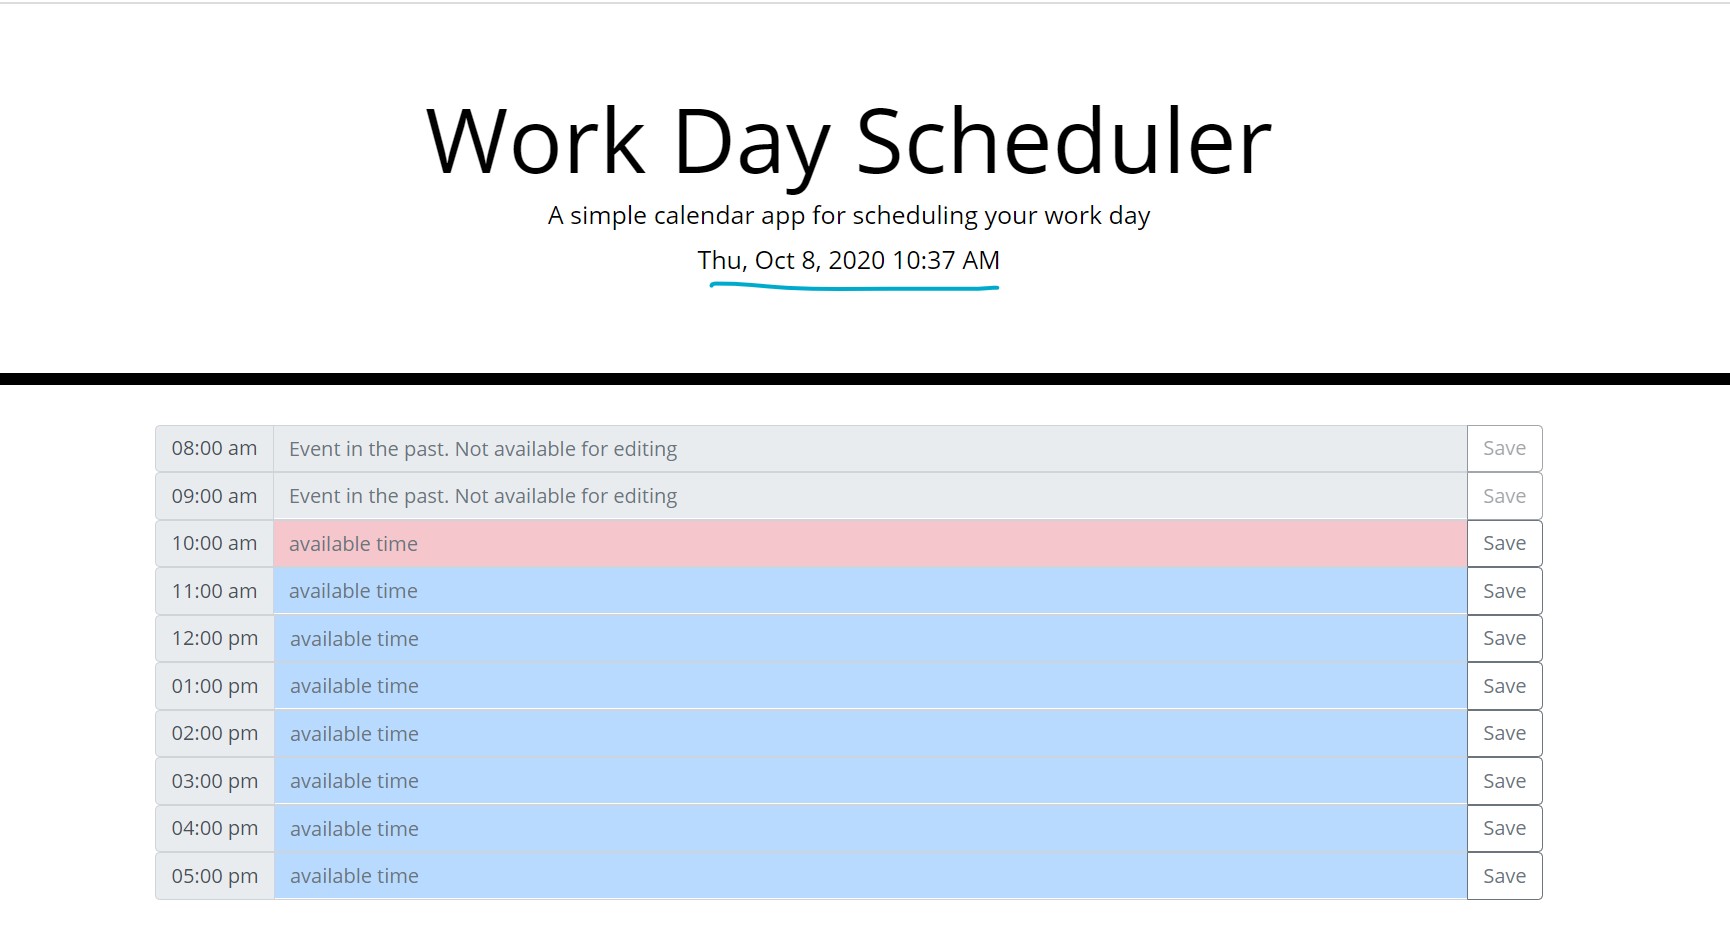 Work Day Scheduler
A simple calendar app for scheduling your work day
Thu, Oct 8, 2020 10:37 AM
08:00 am Event in the past. Not available for editing Save
09:00 am Event in the past. Not available for editing Save
10:00 am available time Save
11:00 am available time Save
12:00 pm available time Save
01:00 pm available time Save
02:00 pm available time Save
03:00 pm available time Save
04:00 pm available time Save
05:00 pm available time Save